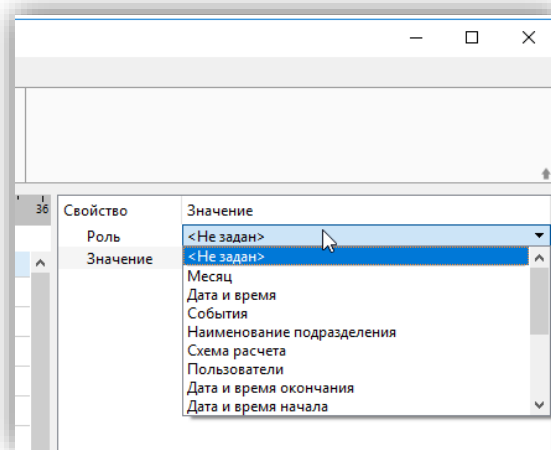 36
Свойство Значение
Роль <Не задан>
Значение <Не задан>
Месяц
Дата и время
События
Наименование подразделения
Схема расчета
Пользователи
Дата и время окончания
Дата и время начала